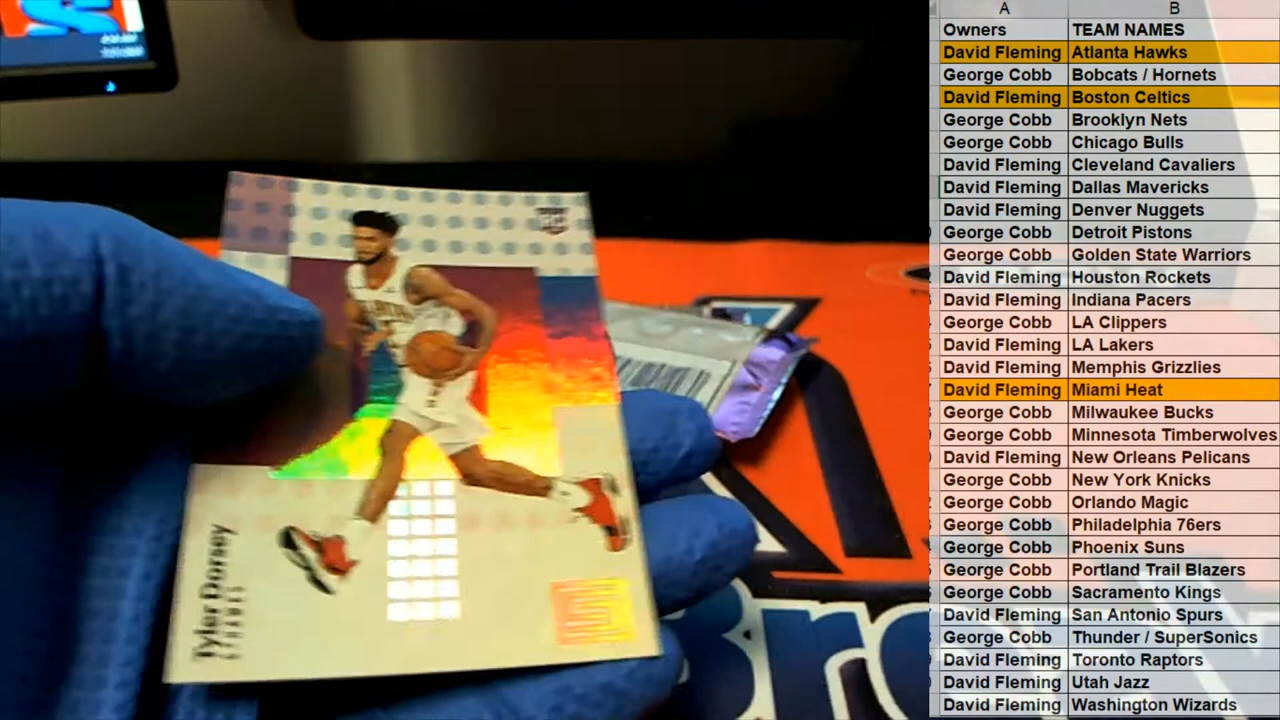 A B
Owners TEAM NAMES
David Fleming Atlanta Hawks
George Cobb Bobcats / Hornets
David Fleming Boston Celtics
George Cobb Brooklyn Nets
George Cobb Chicago Bulls
David Fleming Cleveland Cavaliers
David Fleming Dallas Mavericks
David Fleming Denver Nuggets
George Cobb Detroit Pistons
George Cobb Golden State Warriors
David Fleming Houston Rockets
David Fleming Indiana Pacers
George Cobb LA Clippers
David Fleming LA Lakers
David Fleming Memphis Grizzlies
David Fleming Miami Heat
George Cobb Milwaukee Bucks
George Cobb Minnesota Timberwolves
David Fleming New Orleans Pelicans
George Cobb New York Knicks
George Cobb Orlando Magic
George Cobb Philadelphia 76ers
George Cobb Phoenix Suns
George Cobb Portland Trail Blazers
George Cobb Sacramento Kings
David Fleming San Antonio Spurs
George Cobb Thunder / SuperSonics
David Fleming Toronto Raptors
David Fleming Utah Jazz
David Fleming Washington Wizards
Tyler Dorsey
Bre